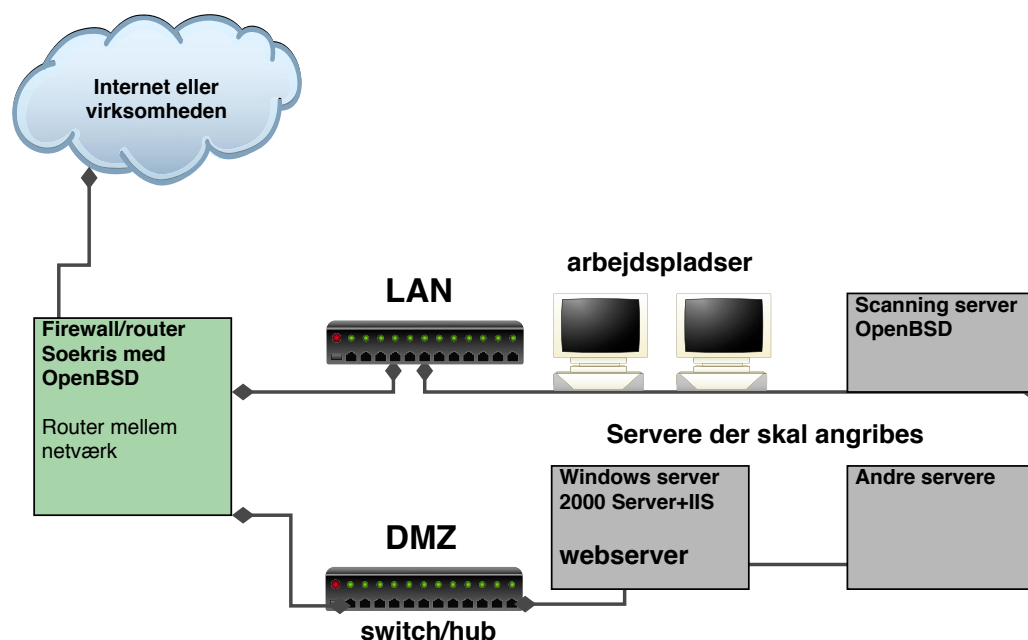 Internet eller
virksomheden
arbejdspladser
LAN
Scanning server
OpenBSD
Firewall/router
Soekris med
OpenBSD
Router mellem
netværk
Servere der skal angribes
Windows server
2000 Server+IIS
webserver
Andre servere
DMZ
switch/hub